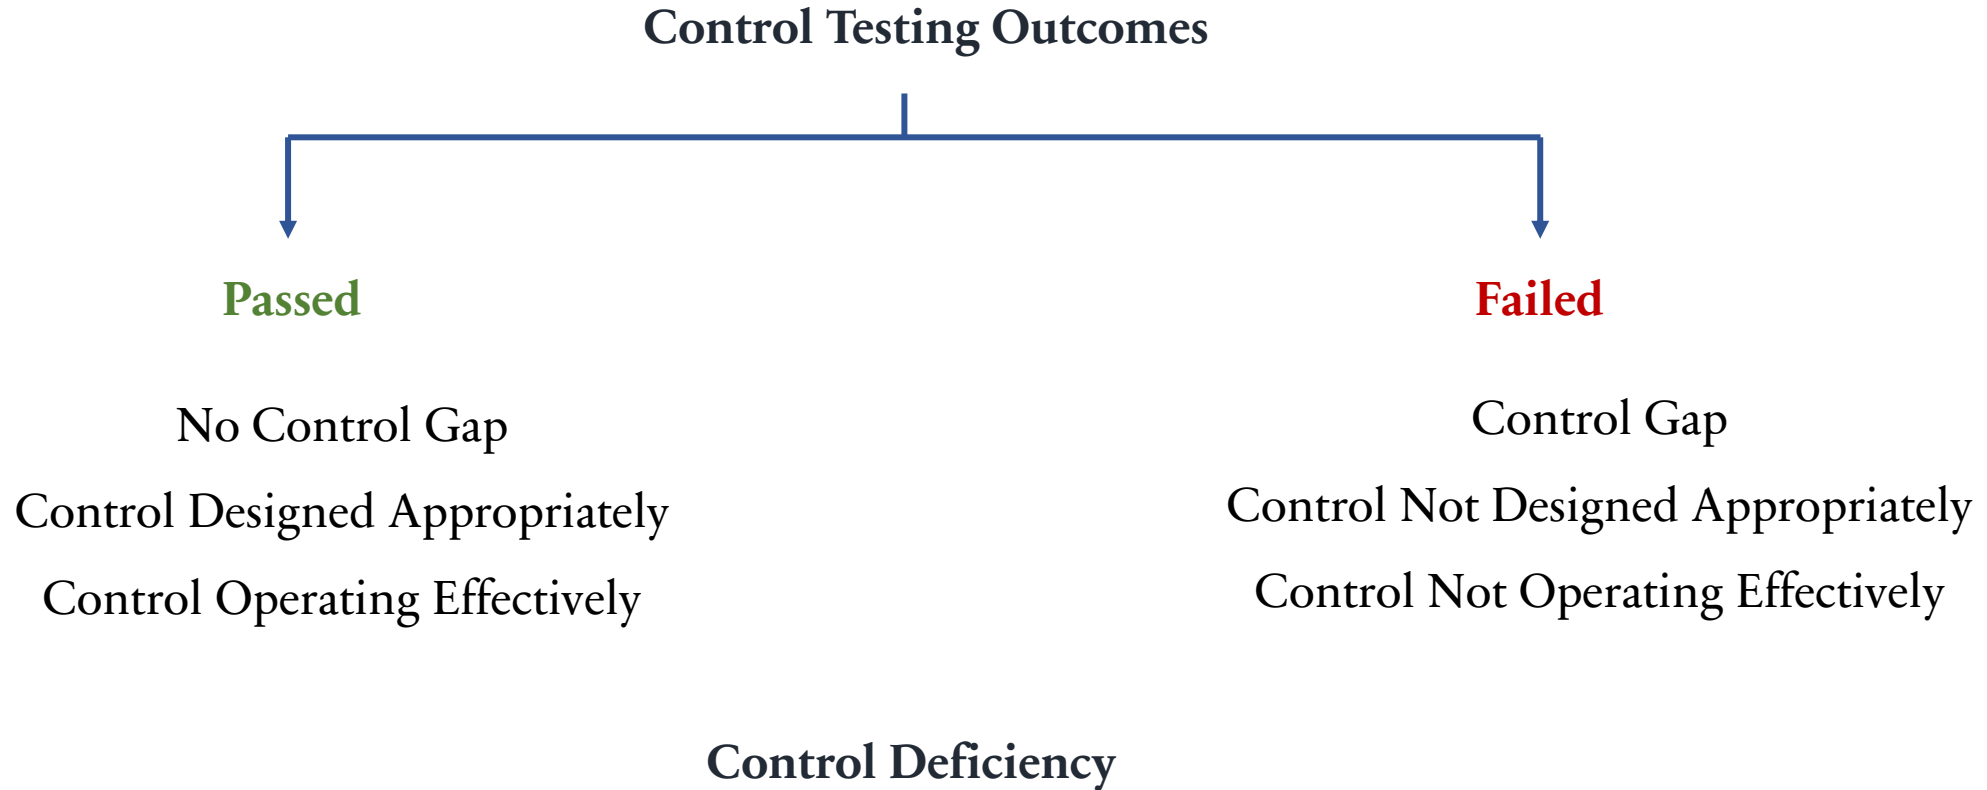 Control Testing Outcomes
Passed
No Control Gap
Control Designed Appropriately
Control Operating Effectively
Failed
Control Gap
Control Not Designed Appropriately
Control Not Operating Effectively
Control Deficiency